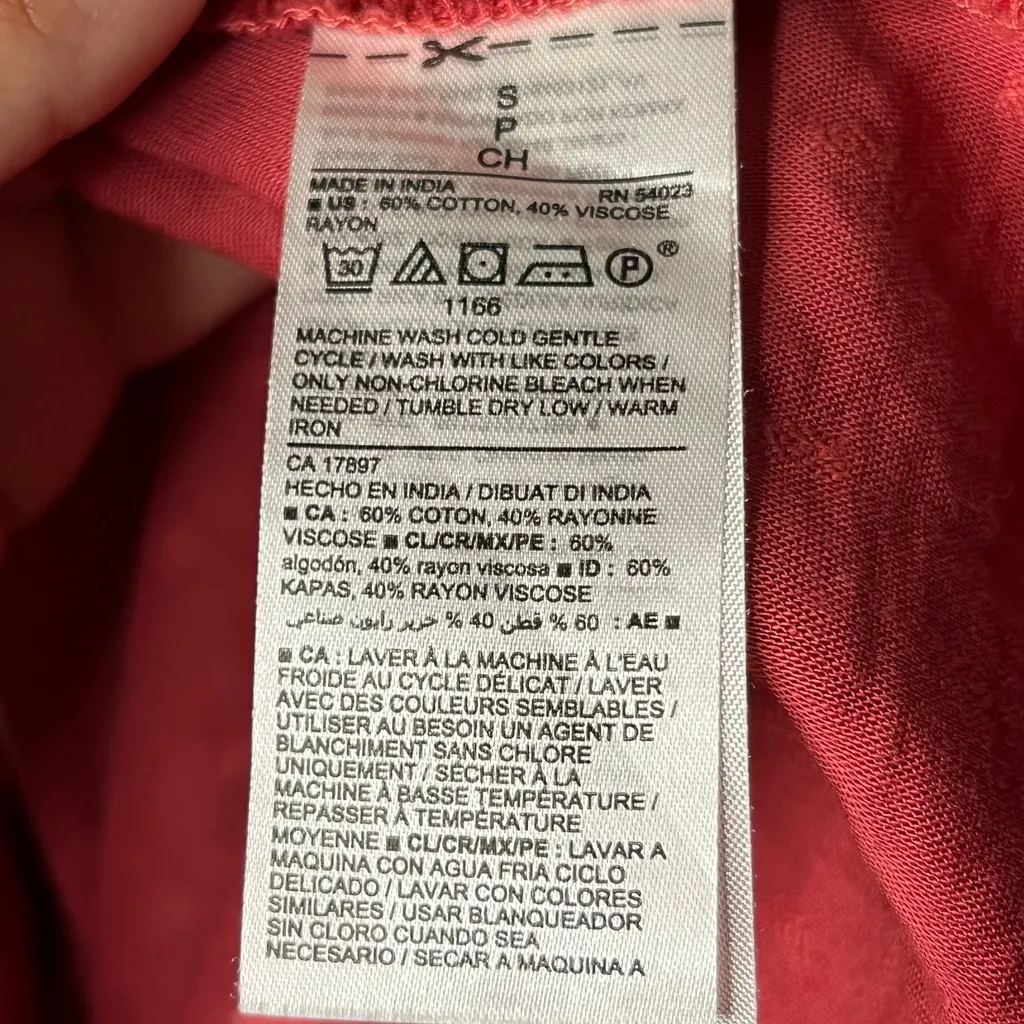 S
P
CH
MADE IN INDIA RN 54023
■ US : 60% COTTON, 40% VISCOSE
RAYON
30 P ®
1166
MACHINE WASH COLD GENTLE
CYCLE / WASH WITH LIKE COLORS /
ONLY NON-CHLORINE BLEACH WHEN
NEEDED / TUMBLE DRY LOW / WARM
IRON
CA 17897
HECHO EN INDIA / DIBUAT DI INDIA
■ CA : 60% COTON, 40% RAYONNE
VISCOSE ■ CL/CR/MX/PE : 60%
algodón, 40% rayon viscosa ■ ID : 60%
KAPAS, 40% RAYON VISCOSE
■ AE : 60 % قطن 40 % حرير رايون صناعي
■ CA : LAVER À LA MACHINE À L'EAU
FROIDE AU CYCLE DÉLICAT / LAVER
AVEC DES COULEURS SEMBLABLES /
UTILISER AU BESOIN UN AGENT DE
BLANCHIMENT SANS CHLORE
UNIQUEMENT / SÉCHER À LA
MACHINE À BASSE TEMPÉRATURE /
REPASSER À TEMPÉRATURE
MOYENNE ■ CL/CR/MX/PE : LAVAR A
MAQUINA CON AGUA FRIA CICLO
DELICADO / LAVAR CON COLORES
SIMILARES / USAR BLANQUEADOR
SIN CLORO CUANDO SEA
NECESARIO / SECAR A MAQUINA A